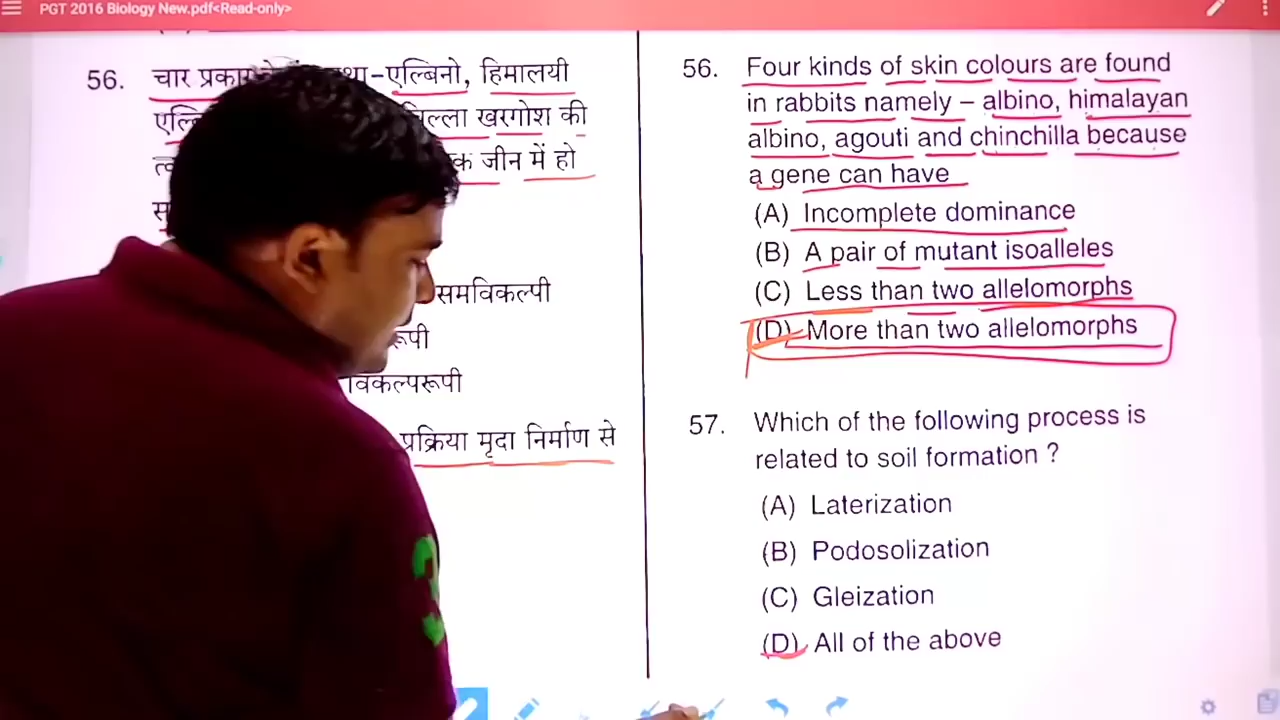 PGT 2016 Biology New.pdf<Read-only>
56. चार प्रकार एल्बिनो, हिमालयी
खरगोश की
जीन में हो
समविकल्पी
प्रक्रिया मृदा निर्माण से
56. Four kinds of skin colours are found
in rabbits namely – albino, himalayan
albino, agouti and chinchilla because
a gene can have
(A) Incomplete dominance
(B) A pair of mutant isoalleles
(C) Less than two allelomorphs
(D) More than two allelomorphs
57. Which of the following process is
related to soil formation ?
(A) Laterization
(B) Podosolization
(C) Gleization
(D) All of the above